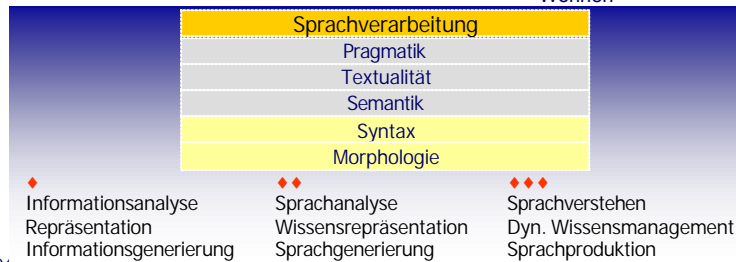 Sprachverarbeitung
Pragmatik
Textualität
Semantik
Syntax
Morphologie
♦ ♦♦ ♦♦♦
Informationsanalyse Sprachanalyse Sprachverstehen
Repräsentation Wissensrepräsentation Dyn. Wissensmanagement
Informationsgenerierung Sprachgenerierung Sprachproduktion